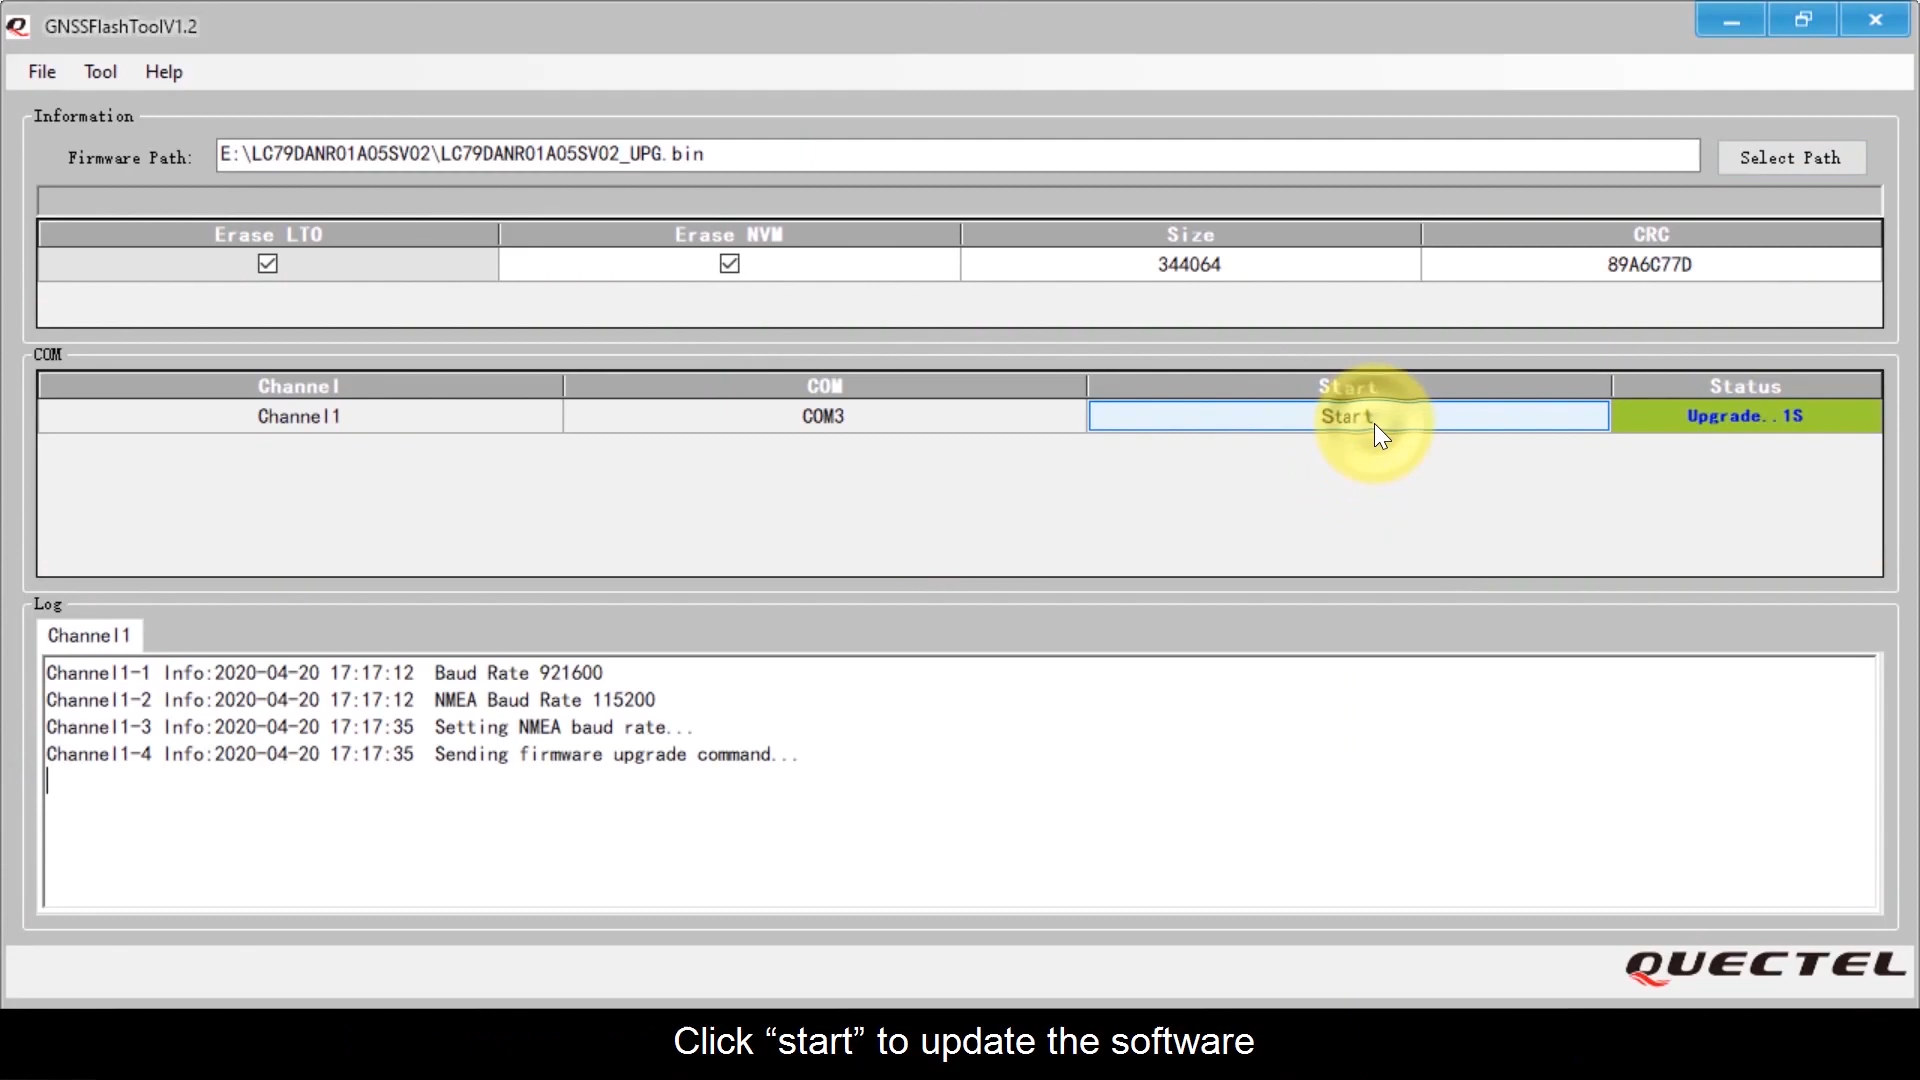 GNSSFlashToolV1.2
File Tool Help
Information
Firmware Path: E:\LC79DANR01A05SV02\LC79DANR01A05SV02_UPG.bin Select Path
Erase LTO Erase NVM Size CRC
344064 89A6C77D
COM
Channel COM Start Status
Channel1 COM3 Start Upgrade..1S
Log
Channel1
Channel1-1 Info:2020-04-20 17:17:12 Baud Rate 921600
Channel1-2 Info:2020-04-20 17:17:12 NMEA Baud Rate 115200
Channel1-3 Info:2020-04-20 17:17:35 Setting NMEA baud rate...
Channel1-4 Info:2020-04-20 17:17:35 Sending firmware upgrade command...
QUECTEL
Click “start” to update the software